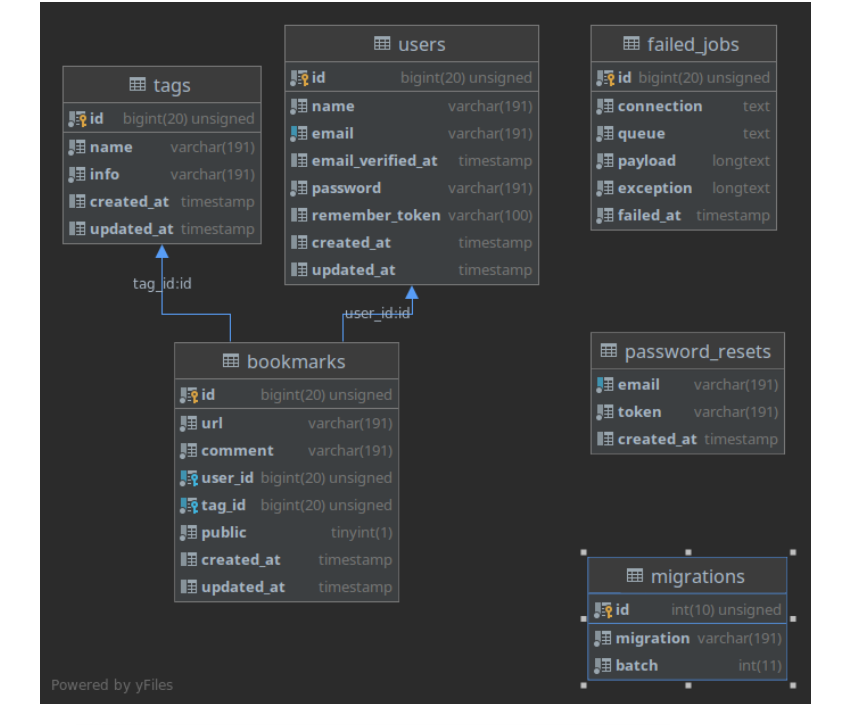 tags
id bigint(20) unsigned
name varchar(191)
info varchar(191)
created_at timestamp
updated_at timestamp
users
id bigint(20) unsigned
name varchar(191)
email varchar(191)
email_verified_at timestamp
password varchar(191)
remember_token varchar(100)
created_at timestamp
updated_at timestamp
failed_jobs
id bigint(20) unsigned
connection text
queue text
payload longtext
exception longtext
failed_at timestamp
tag_id:id
user_id:id
bookmarks
id bigint(20) unsigned
url varchar(191)
comment varchar(191)
user_id bigint(20) unsigned
tag_id bigint(20) unsigned
public tinyint(1)
created_at timestamp
updated_at timestamp
password_resets
email varchar(191)
token varchar(191)
created_at timestamp
migrations
id int(10) unsigned
migration varchar(191)
batch int(11)
Powered by yFiles